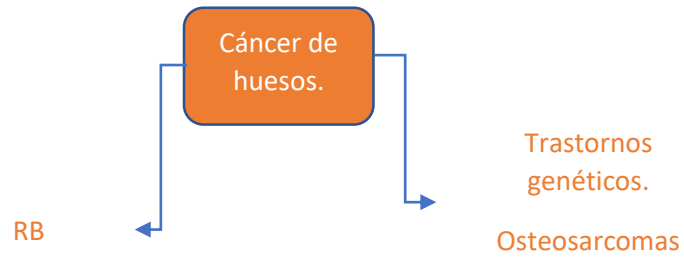 Cáncer de
huesos.
Trastornos
genéticos.
RB
Osteosarcomas